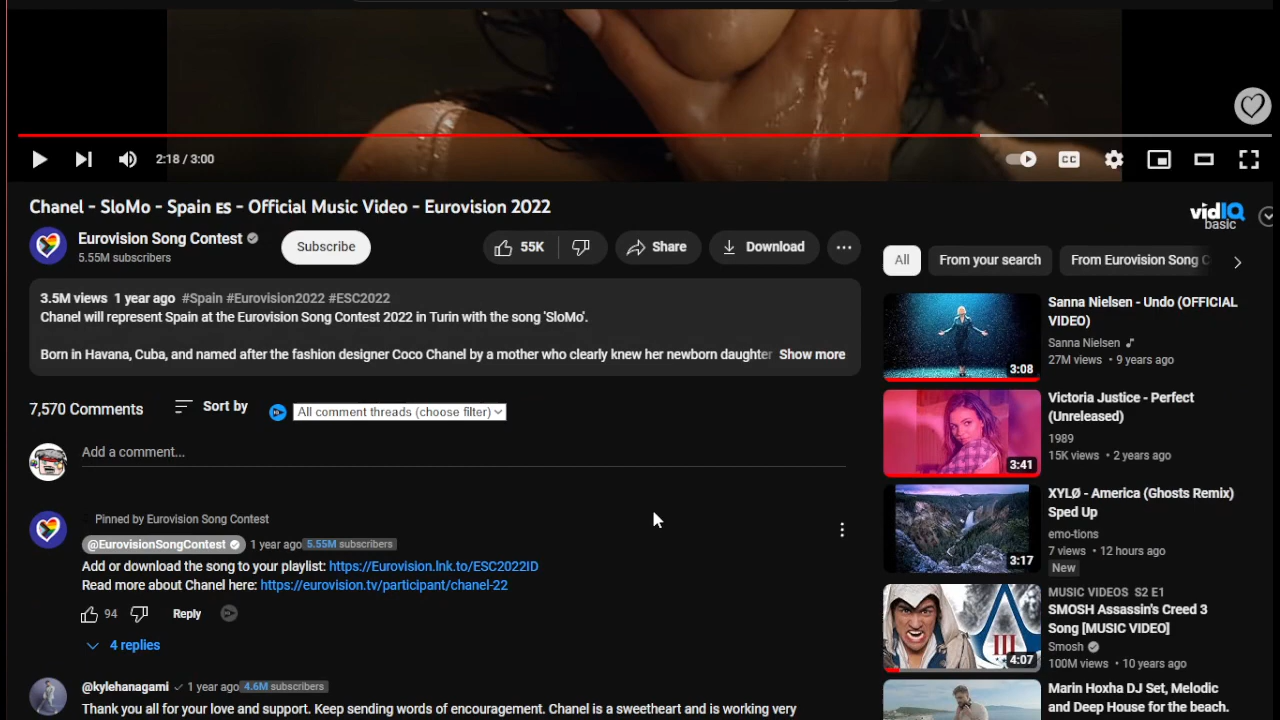 2:18 / 3:00
CC
Chanel - SloMo - Spain ES - Official Music Video - Eurovision 2022
vidIQ
basic
Eurovision Song Contest
5.55M subscribers
Subscribe
55K
Share
Download
All
From your search
From Eurovision Song C
3.5M views 1 year ago #Spain #Eurovision2022 #ESC2022
Chanel will represent Spain at the Eurovision Song Contest 2022 in Turin with the song 'SloMo'.
Born in Havana, Cuba, and named after the fashion designer Coco Chanel by a mother who clearly knew her newborn daughter Show more
7,570 Comments
Sort by
All comment threads (choose filter)
Add a comment...
Pinned by Eurovision Song Contest
@EurovisionSongContest 1 year ago 5.55M subscribers
Add or download the song to your playlist: https://Eurovision.lnk.to/ESC2022ID
Read more about Chanel here: https://eurovision.tv/participant/chanel-22
94
Reply
4 replies
@kylehanagami 1 year ago 4.6M subscribers
Thank you all for your love and support. Keep sending words of encouragement. Chanel is a sweetheart and is working very
3:08
Sanna Nielsen - Undo (OFFICIAL
VIDEO)
Sanna Nielsen
27M views • 9 years ago
3:41
Victoria Justice - Perfect
(Unreleased)
1989
15K views • 2 years ago
3:17
XYLØ - America (Ghosts Remix)
Sped Up
emo-tions
7 views • 12 hours ago
New
III
4:07
MUSIC VIDEOS S2 E1
SMOSH Assassin's Creed 3
Song [MUSIC VIDEO]
Smosh
100M views • 10 years ago
Marin Hoxha DJ Set, Melodic
and Deep House for the beach.